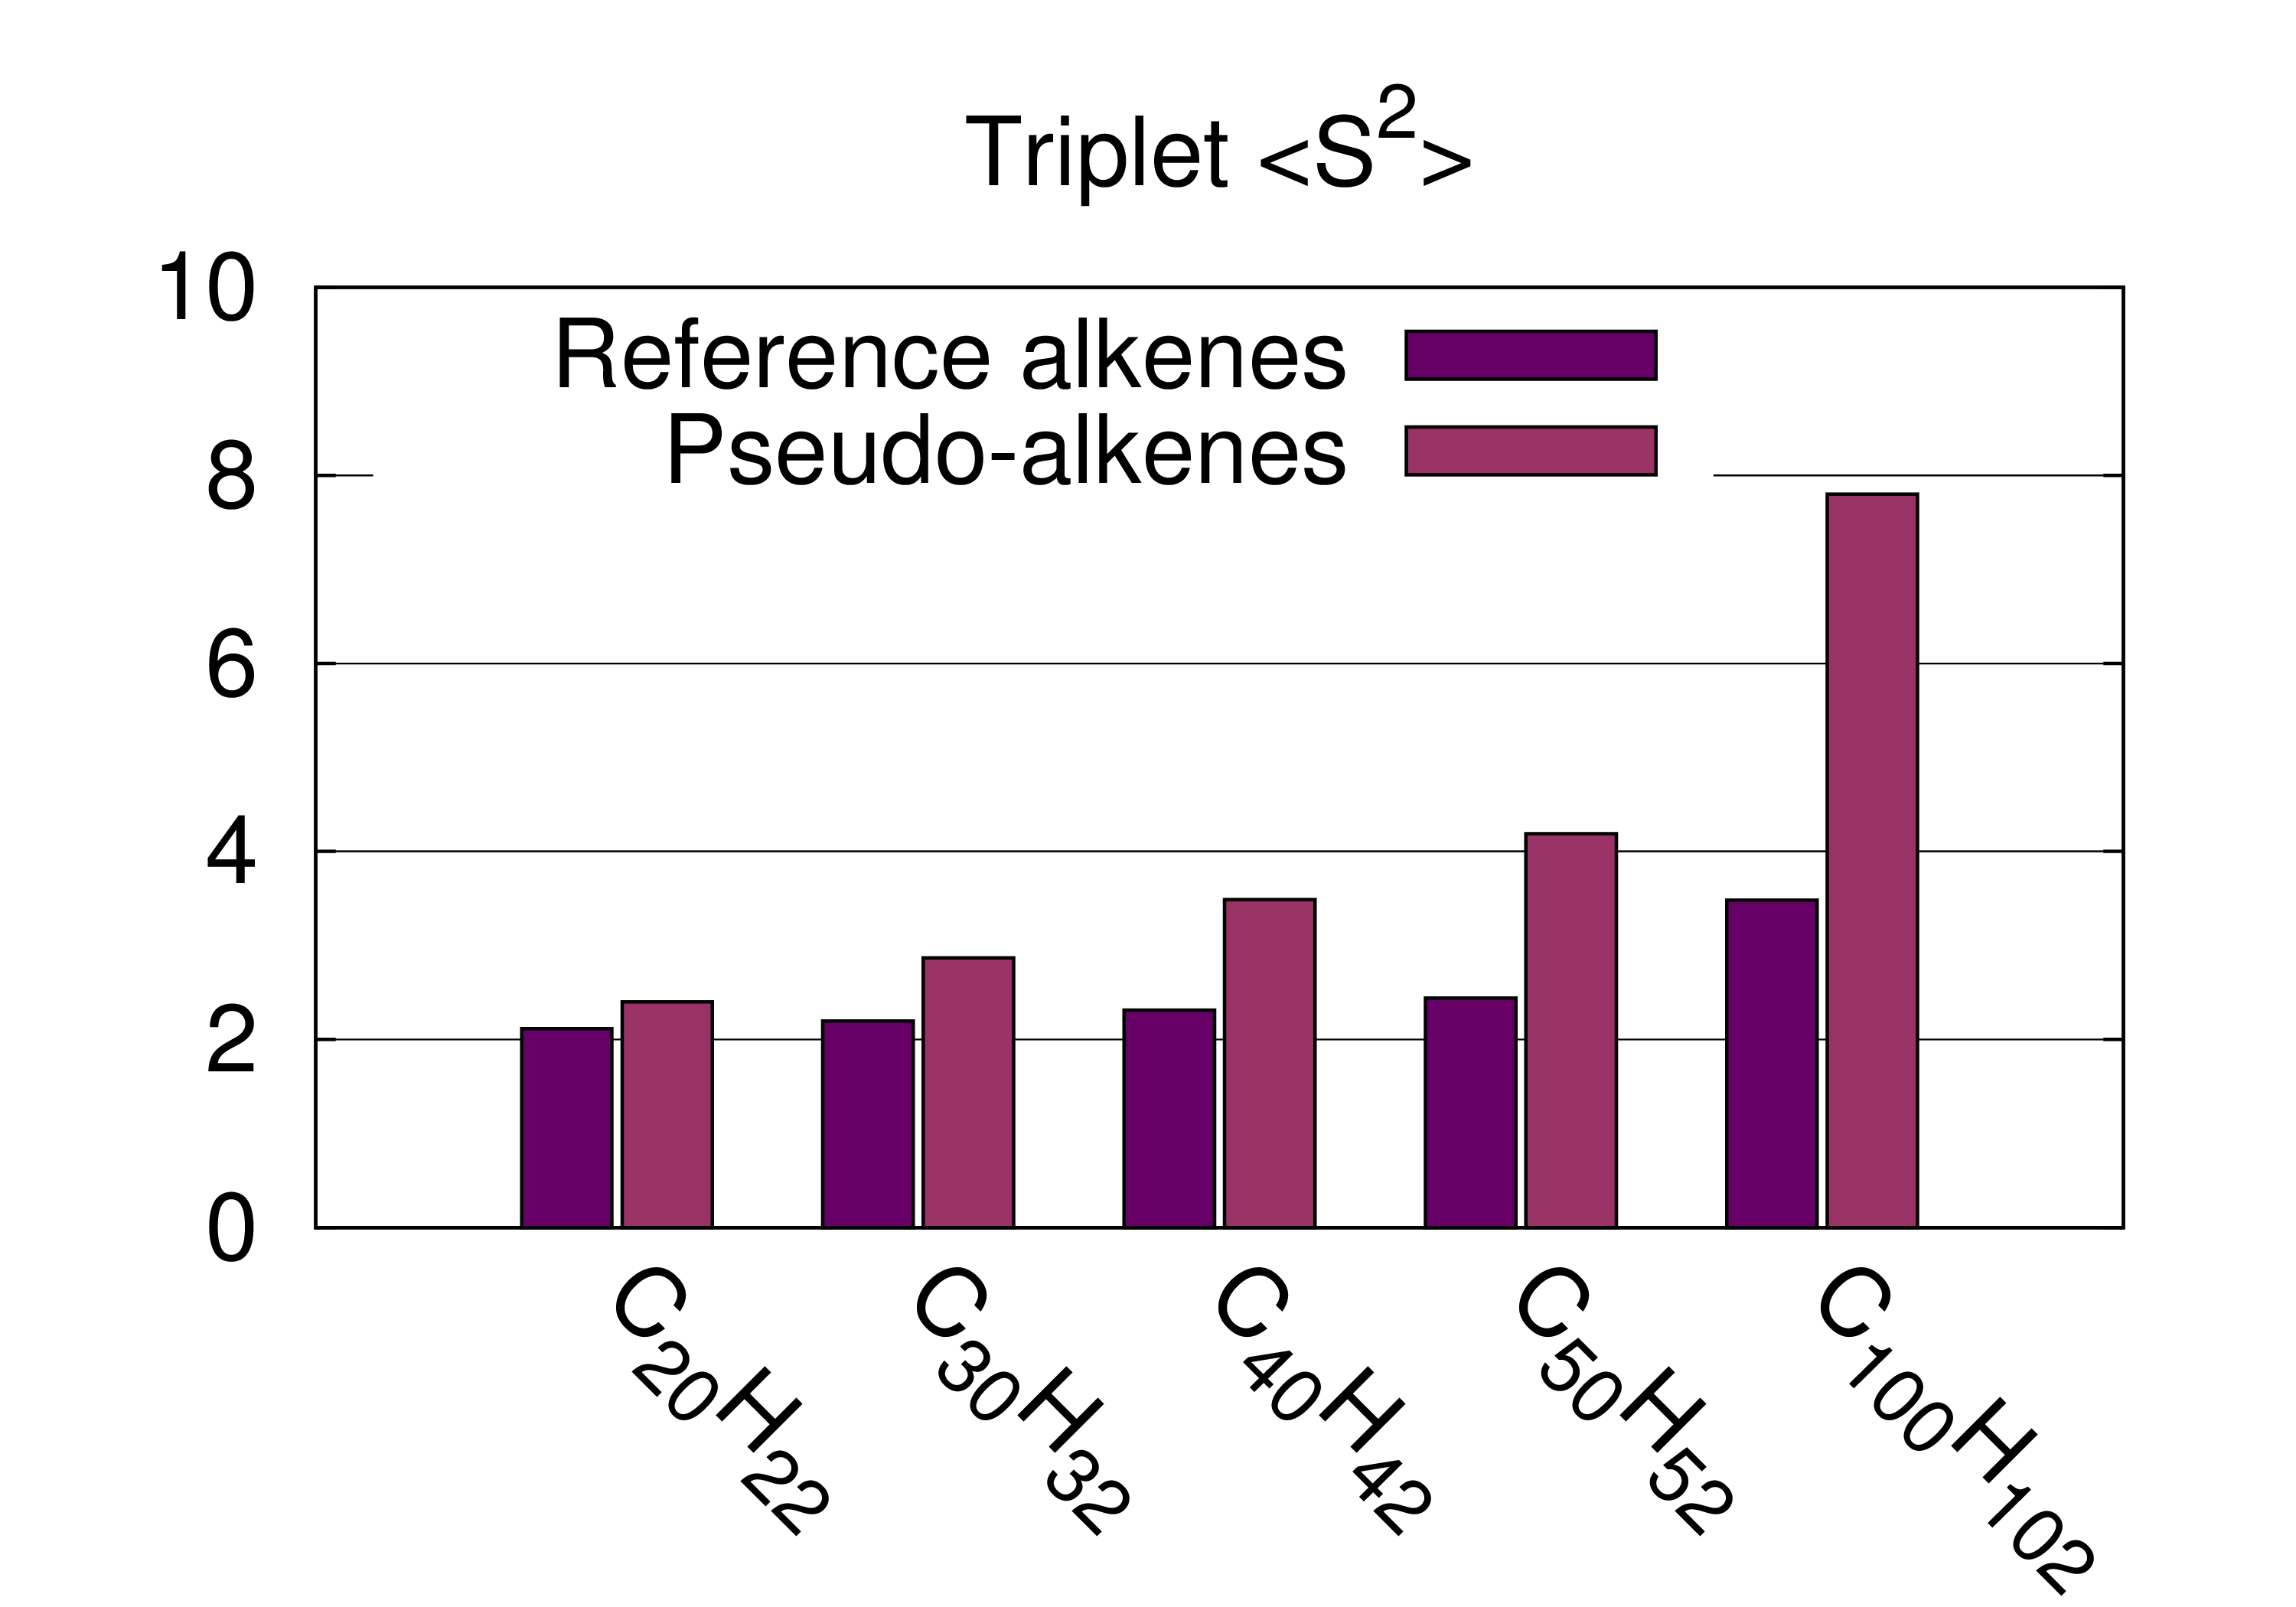 Triplet <S²>
10
Reference alkenes
Pseudo-alkenes
8
6
4
2
0
C₂₀H₂₂
C₃₀H₃₂
C₄₀H₄₂
C₅₀H₅₂
C₁₀₀H₁₀₂